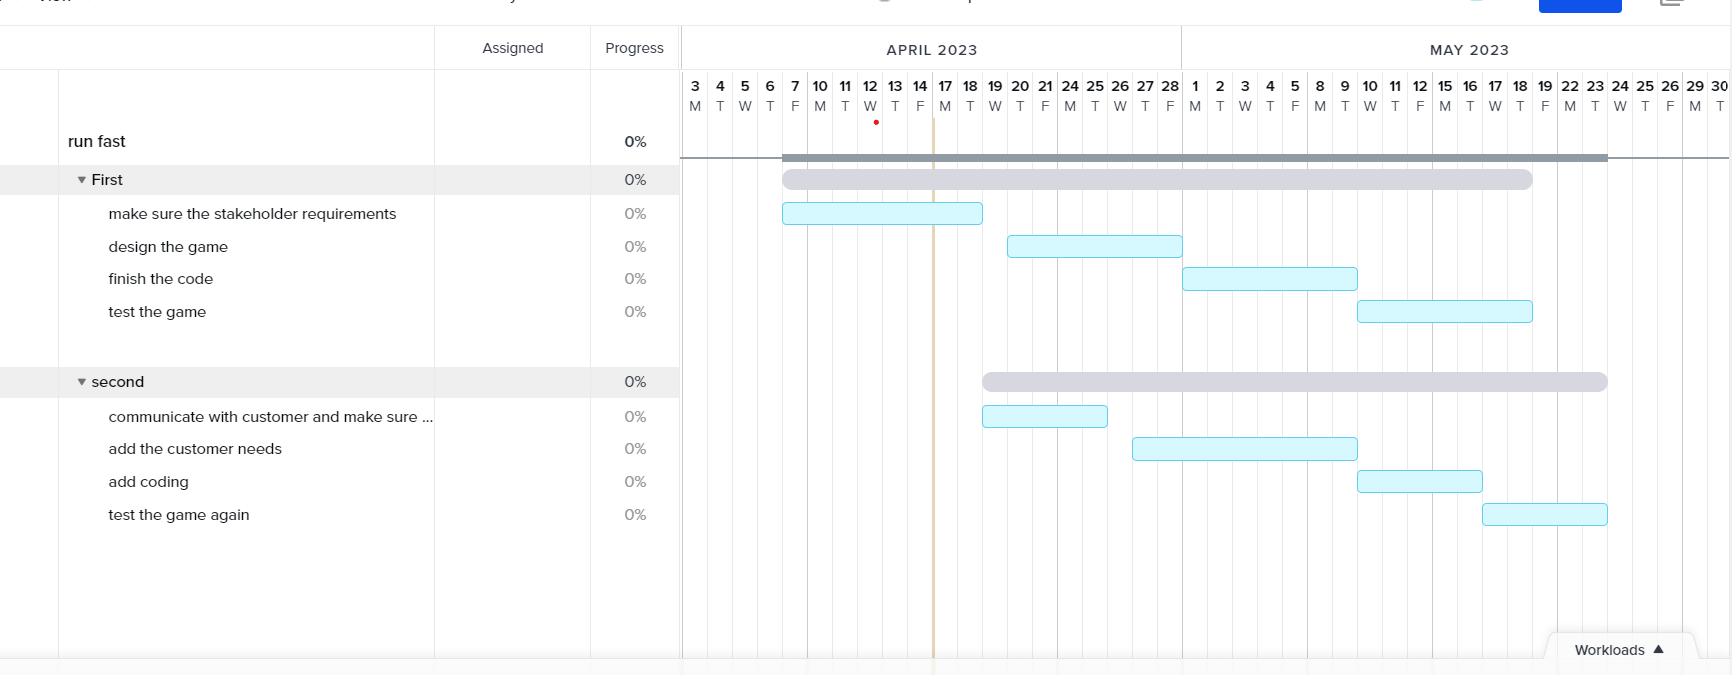 Assigned Progress APRIL 2023 MAY 2023
3 4 5 6 7 10 11 12 13 14 17 18 19 20 21 24 25 26 27 28 1 2 3 4 5 8 9 10 11 12 15 16 17 18 19 22 23 24 25 26 29 30
M T W T F M T W T F M T W T F M T W T F M T W T F M T W T F M T W T F M T W T F M T
run fast 0%
First 0%
make sure the stakeholder requirements 0%
design the game 0%
finish the code 0%
test the game 0%
second 0%
communicate with customer and make sure ... 0%
add the customer needs 0%
add coding 0%
test the game again 0%
Workloads